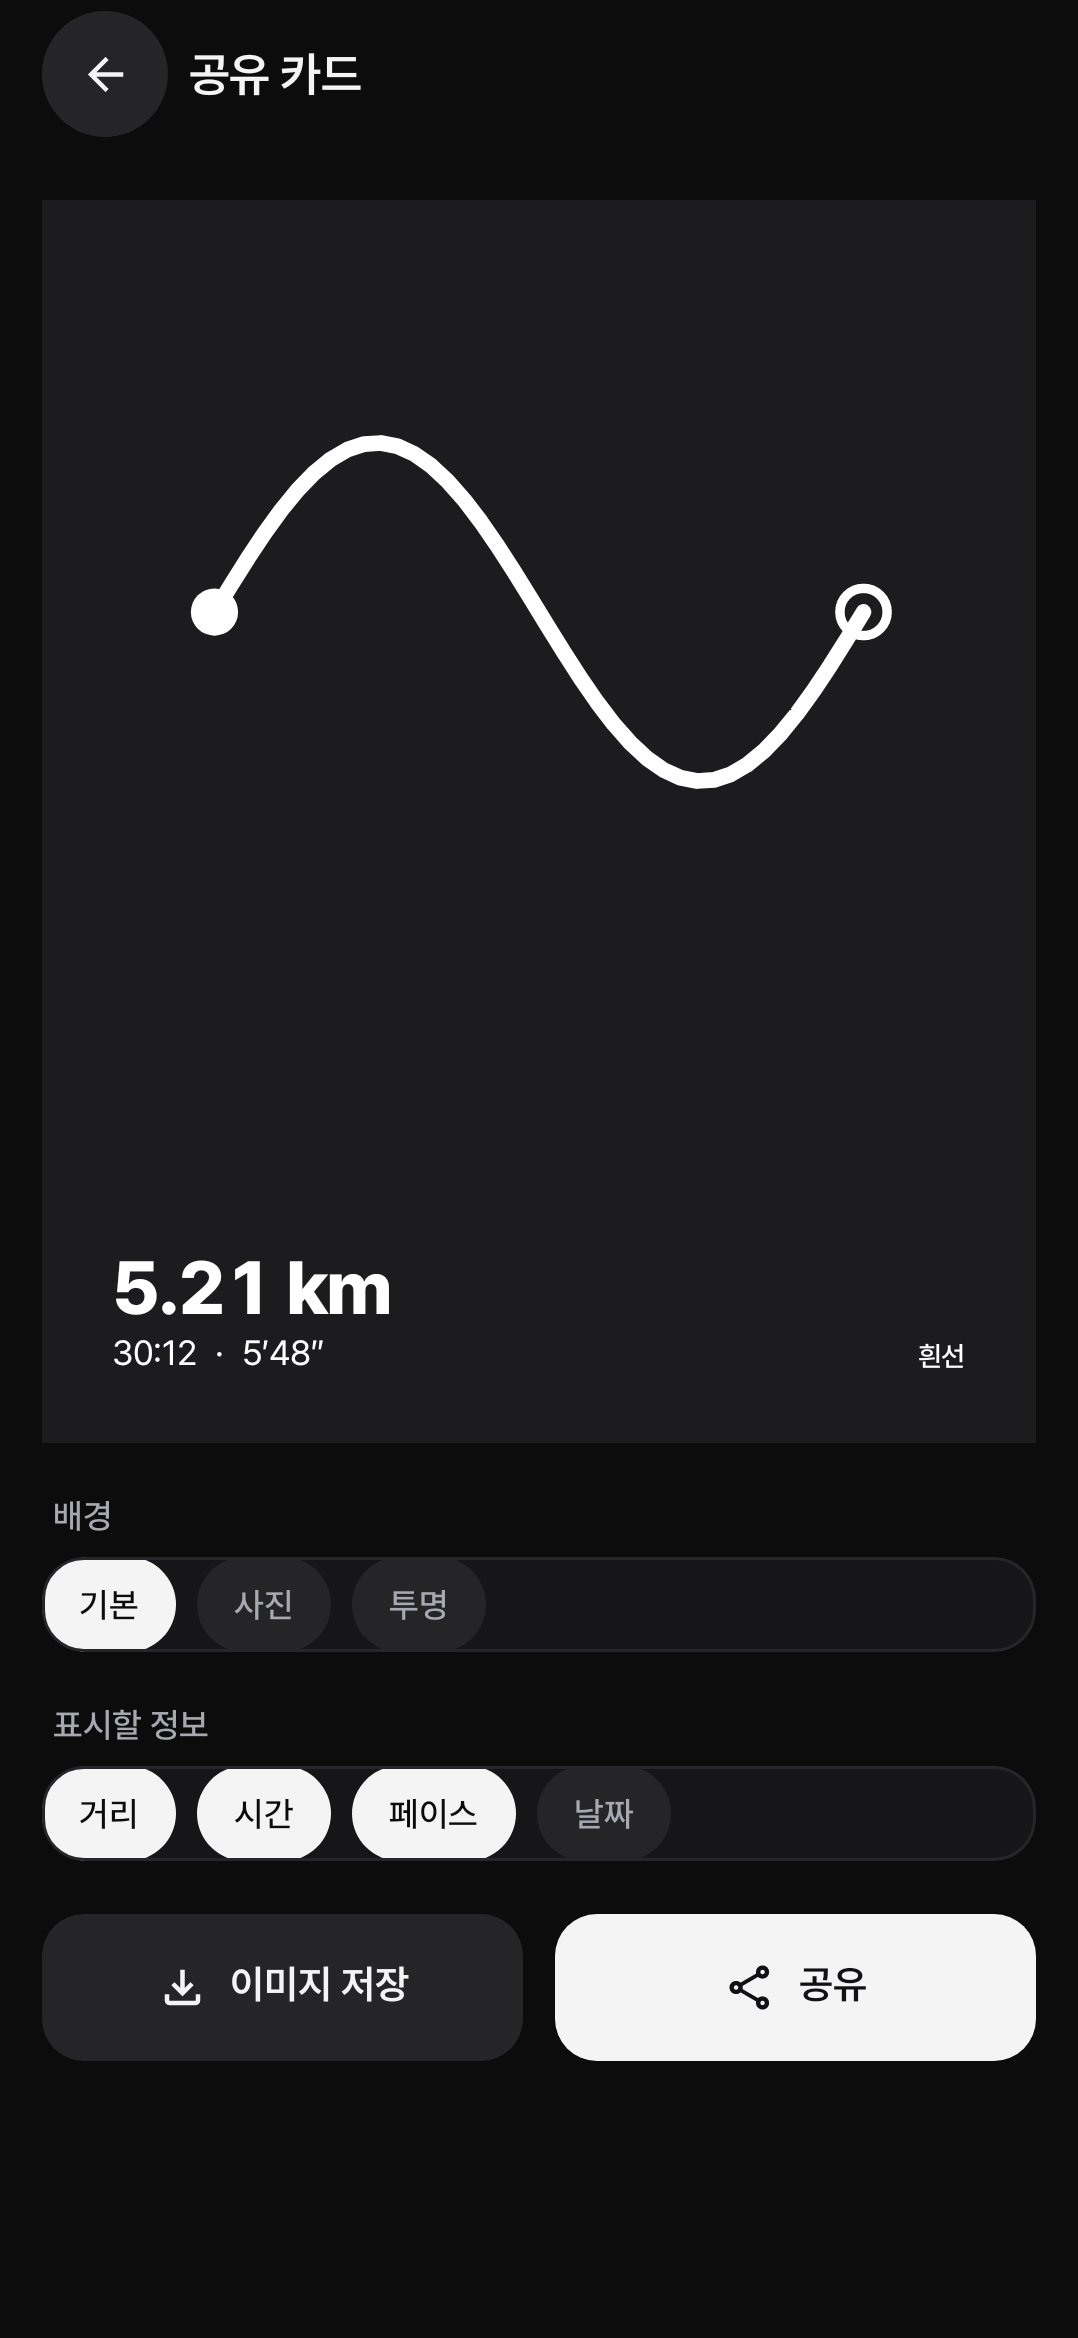 공유 카드
5.21 km
30:12 · 5'48"
흰선
배경
기본 사진 투명
표시할 정보
거리 시간 페이스 날짜
이미지 저장 공유